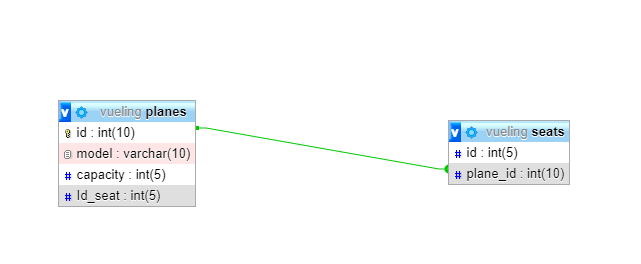 v vueling planes
id : int(10)
model : varchar(10)
capacity : int(5)
Id_seat : int(5)
v vueling seats
# id : int(5)
# plane_id : int(10)